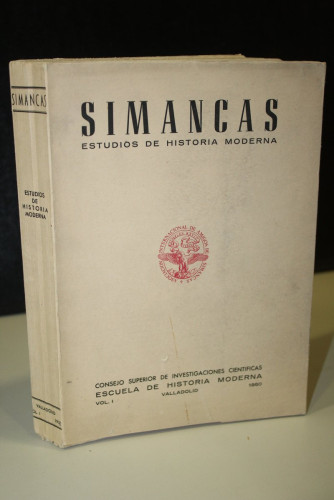 SIMANCAS
ESTUDIOS
DE
HISTORIA
MODERNA
VALLADOLID
SIMANCAS
ESTUDIOS DE HISTORIA MODERNA
CONSEJO SUPERIOR DE INVESTIGACIONES CIENTIFICAS
ESCUELA DE HISTORIA MODERNA
VOL. I VALLADOLID 1950